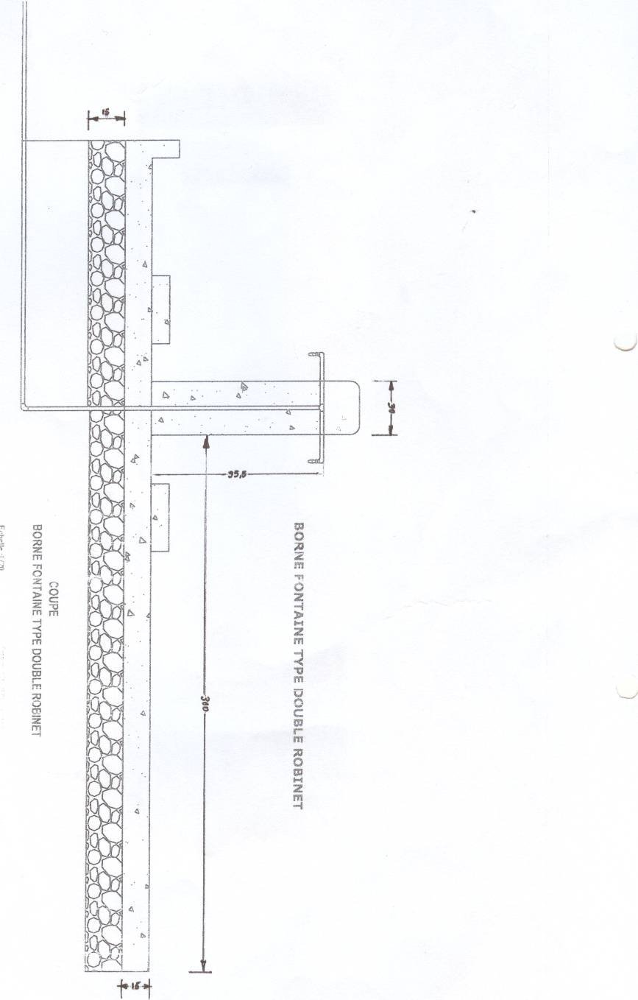 BORNE FONTAINE TYPE DOUBLE ROBINET
30
95,5
15
300
15
COUPE
BORNE FONTAINE TYPE DOUBLE ROBINET